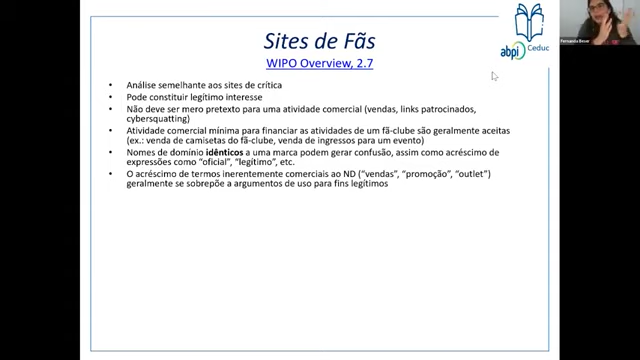 Sites de Fãs
WIPO Overview, 2.7
abpi Ceduc
• Análise semelhante aos sites de crítica
• Pode constituir legítimo interesse
• Não deve ser mero pretexto para uma atividade comercial (vendas, links patrocinados,
cybersquatting)
• Atividade comercial mínima para financiar as atividades de um fã-clube são geralmente aceitas
(ex.: venda de camisetas do fã-clube, venda de ingressos para um evento)
• Nomes de domínio idênticos a uma marca podem gerar confusão, assim como acréscimo de
expressões como “oficial”, “legítimo”, etc.
• O acréscimo de termos inerentemente comerciais ao ND (“vendas”, “promoção”, “outlet”)
geralmente se sobrepõe a argumentos de uso para fins legítimos